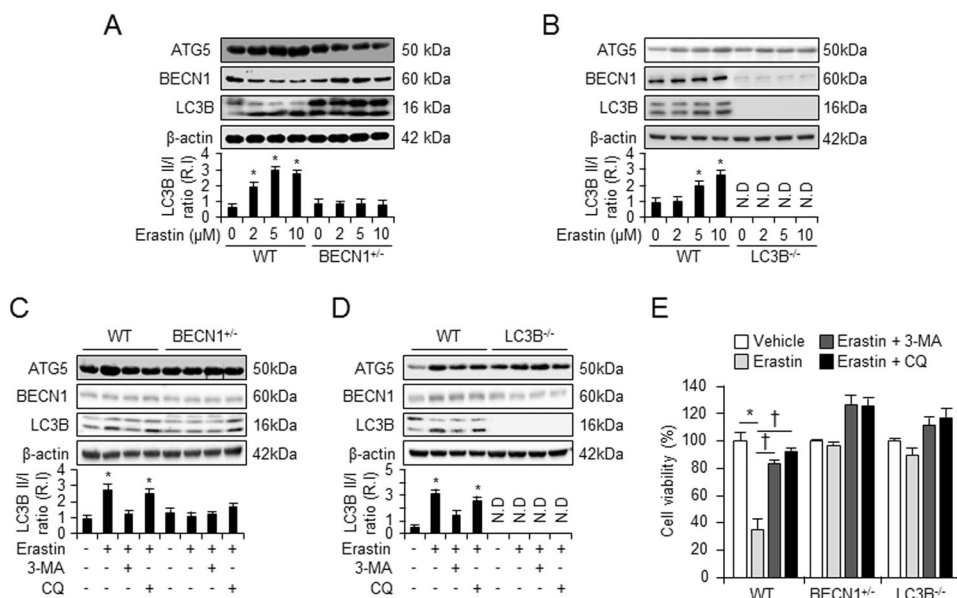 A
ATG5 50 kDa
BECN1 60 kDa
LC3B 16 kDa
β-actin 42 kDa
LC3B II/I
ratio (R.I)
4
3
2
1
0
* * *
0 2 5 10 0 2 5 10
Erastin (μM)
WT BECN1+/-
B
ATG5 50kDa
BECN1 60kDa
LC3B 16kDa
β-actin 42 kDa
LC3B II/I
ratio (R.I)
4
3
2
1
0
* *
N.D N.D N.D N.D
0 2 5 10 0 2 5 10
Erastin (μM)
WT LC3B-/-
C
WT BECN1+/-
ATG5 50kDa
BECN1 60kDa
LC3B 16kDa
β-actin 42kDa
LC3B II/I
ratio (R.I)
4
3
2
1
0
* *
Erastin - + + + - + + +
3-MA - - + - - - + -
CQ - - - + - - - +
D
WT LC3B-/-
ATG5 50kDa
BECN1 60kDa
LC3B 16kDa
β-actin 42kDa
LC3B II/I
ratio (R.I)
5
4
3
2
1
0
* *
N.D N.D N.D N.D
Erastin - + + + - + + +
3-MA - - + - - - + -
CQ - - - + - - - +
E
Vehicle Erastin + 3-MA
Erastin Erastin + CQ
Cell viability (%)
140
120
100
80
60
40
20
0
* † †
WT BECN1+/- LC3B-/-